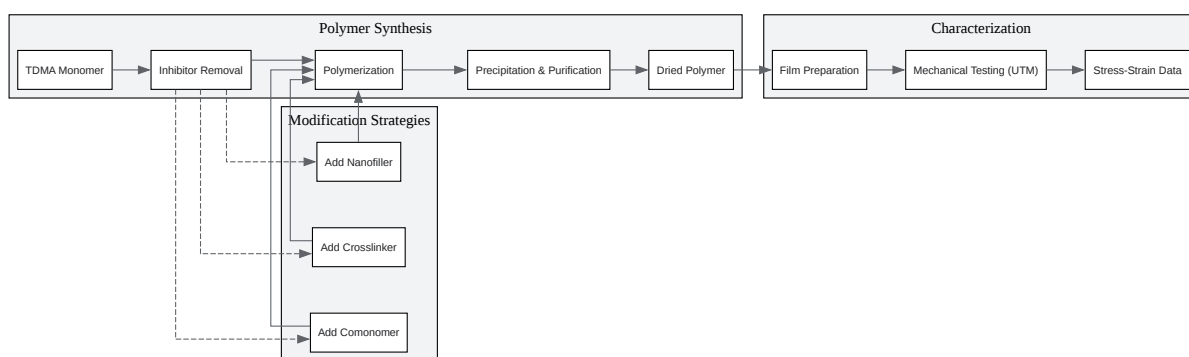 Polymer Synthesis
TDMA Monomer
Inhibitor Removal
Polymerization
Precipitation & Purification
Dried Polymer
Characterization
Film Preparation
Mechanical Testing (UTM)
Stress-Strain Data
Modification Strategies
Add Nanofiller
Add Crosslinker
Add Comonomer